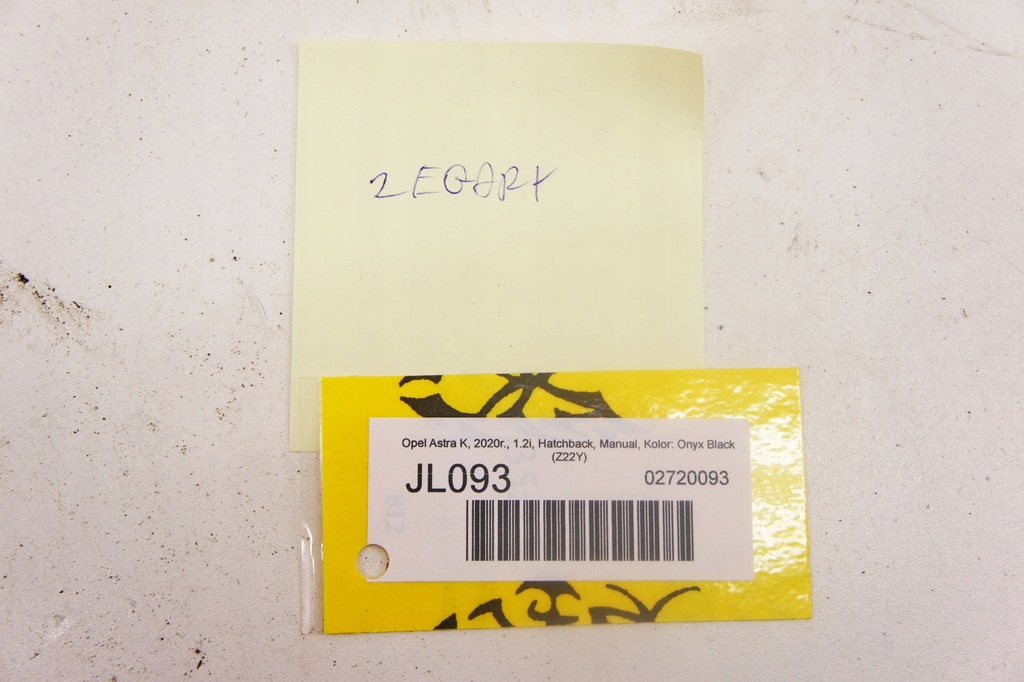 ZEGARY
Opel Astra K, 2020r., 1.2i, Hatchback, Manual, Kolor: Onyx Black
(Z22Y)
JL093
02720093